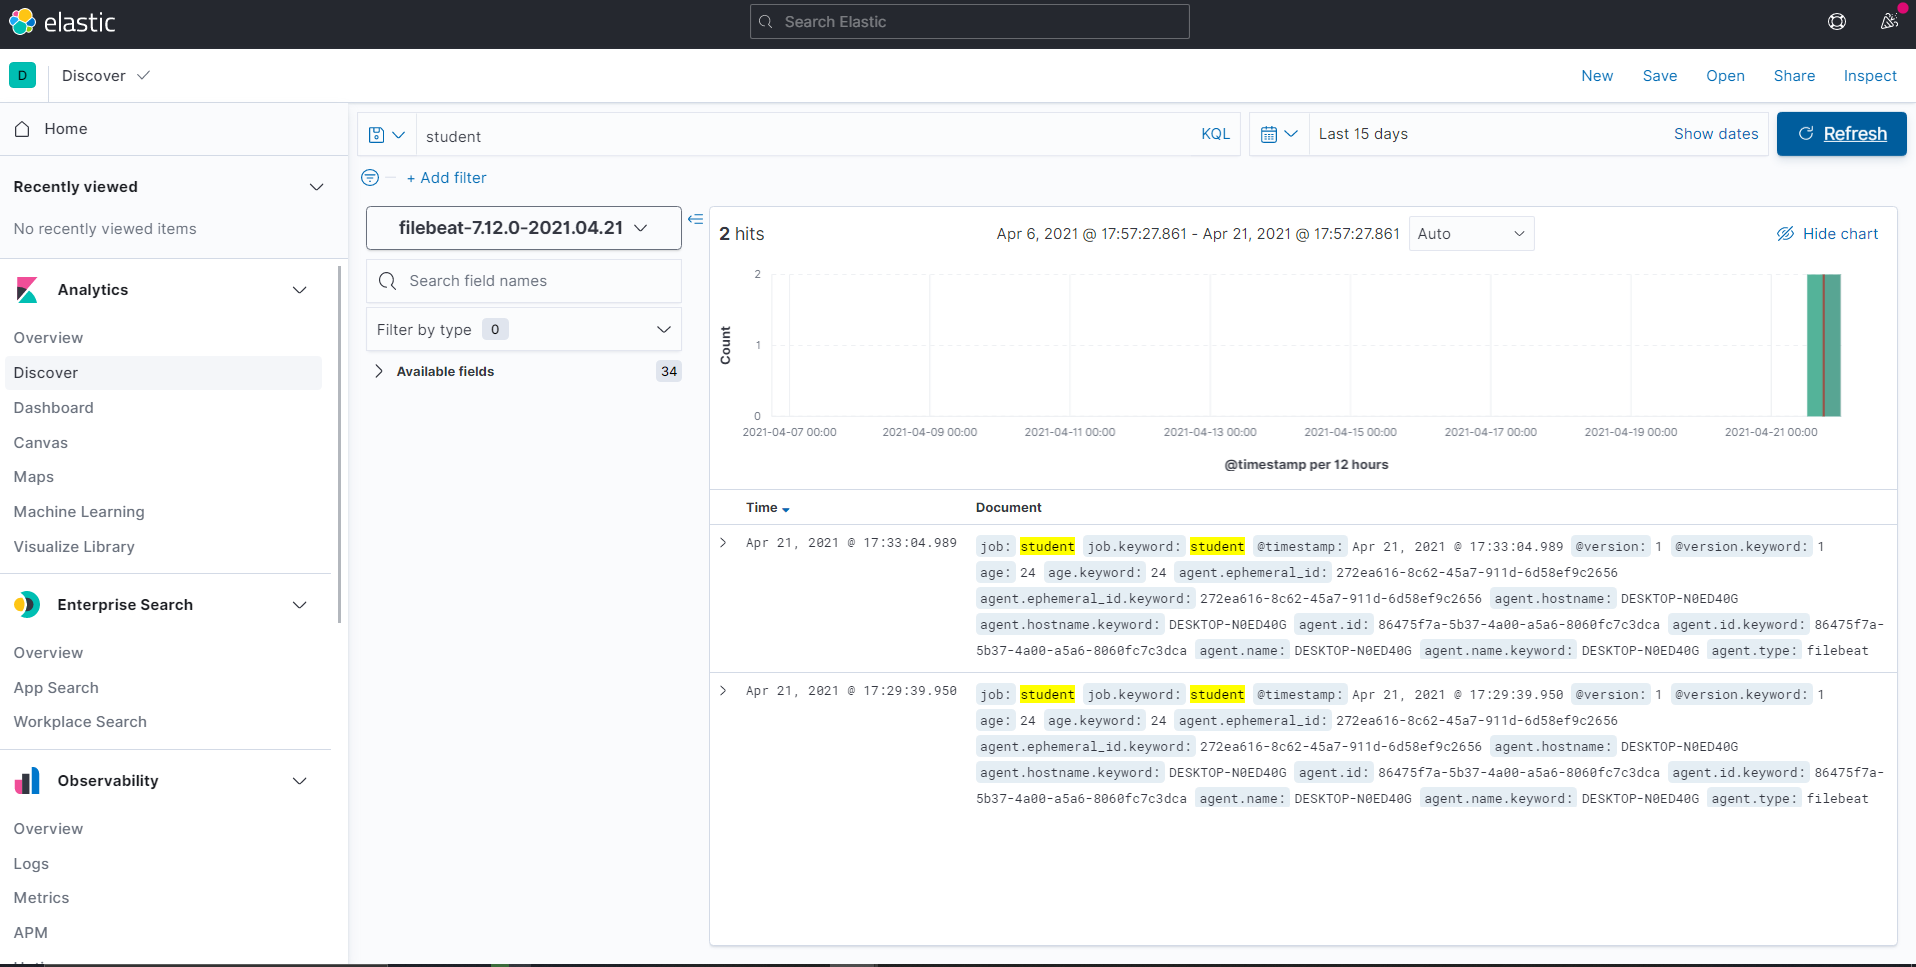 elastic
Search Elastic
D
Discover
New Save Open Share Inspect
Home
Recently viewed
No recently viewed items
Analytics
Overview
Discover
Dashboard
Canvas
Maps
Machine Learning
Visualize Library
Enterprise Search
Overview
App Search
Workplace Search
Observability
Overview
Logs
Metrics
APM
student
KQL
Last 15 days
Show dates
Refresh
+ Add filter
filebeat-7.12.0-2021.04.21
Search field names
Filter by type 0
Available fields 34
2 hits
Apr 6, 2021 @ 17:57:27.861 - Apr 21, 2021 @ 17:57:27.861
Auto
Hide chart
Count
2
1
0
2021-04-07 00:00 2021-04-09 00:00 2021-04-11 00:00 2021-04-13 00:00 2021-04-15 00:00 2021-04-17 00:00 2021-04-19 00:00 2021-04-21 00:00
@timestamp per 12 hours
Time Document
Apr 21, 2021 @ 17:33:04.989
job: student job.keyword: student @timestamp: Apr 21, 2021 @ 17:33:04.989 @version: 1 @version.keyword: 1
age: 24 age.keyword: 24 agent.ephemeral_id: 272ea616-8c62-45a7-911d-6d58ef9c2656
agent.ephemeral_id.keyword: 272ea616-8c62-45a7-911d-6d58ef9c2656 agent.hostname: DESKTOP-N0ED40G
agent.hostname.keyword: DESKTOP-N0ED40G agent.id: 86475f7a-5b37-4a00-a5a6-8060fc7c3dca agent.id.keyword: 86475f7a-
5b37-4a00-a5a6-8060fc7c3dca agent.name: DESKTOP-N0ED40G agent.name.keyword: DESKTOP-N0ED40G agent.type: filebeat
Apr 21, 2021 @ 17:29:39.950
job: student job.keyword: student @timestamp: Apr 21, 2021 @ 17:29:39.950 @version: 1 @version.keyword: 1
age: 24 age.keyword: 24 agent.ephemeral_id: 272ea616-8c62-45a7-911d-6d58ef9c2656
agent.ephemeral_id.keyword: 272ea616-8c62-45a7-911d-6d58ef9c2656 agent.hostname: DESKTOP-N0ED40G
agent.hostname.keyword: DESKTOP-N0ED40G agent.id: 86475f7a-5b37-4a00-a5a6-8060fc7c3dca agent.id.keyword: 86475f7a-
5b37-4a00-a5a6-8060fc7c3dca agent.name: DESKTOP-N0ED40G agent.name.keyword: DESKTOP-N0ED40G agent.type: filebeat